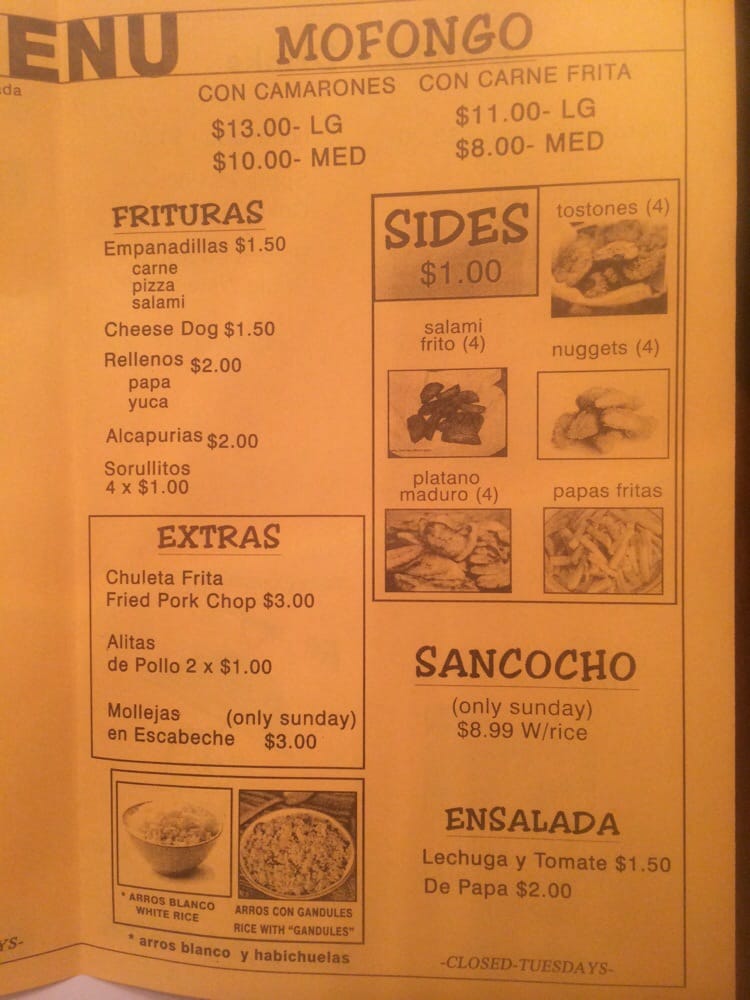 ENU
da
MOFONGO
CON CAMARONES
$13.00- LG
$10.00- MED
CON CARNE FRITA
$11.00- LG
$8.00- MED
FRITURAS
Empanadillas $1.50
carne
pizza
salami
Cheese Dog $1.50
Rellenos $2.00
papa
yuca
Alcapurias $2.00
Sorullitos
4 x $1.00
SIDES
$1.00
tostones (4)
salami
frito (4)
nuggets (4)
platano
maduro (4)
papas fritas
EXTRAS
Chuleta Frita
Fried Pork Chop $3.00
Alitas
de Pollo 2 x $1.00
Mollejas (only sunday)
en Escabeche $3.00
SANCOCHO
(only sunday)
$8.99 W/rice
ENSALADA
Lechuga y Tomate $1.50
De Papa $2.00
* ARROS BLANCO
WHITE RICE
ARROS CON GANDULES
RICE WITH "GANDULES"
* arros blanco y habichuelas
YS-
-CLOSED-TUESDAYS-